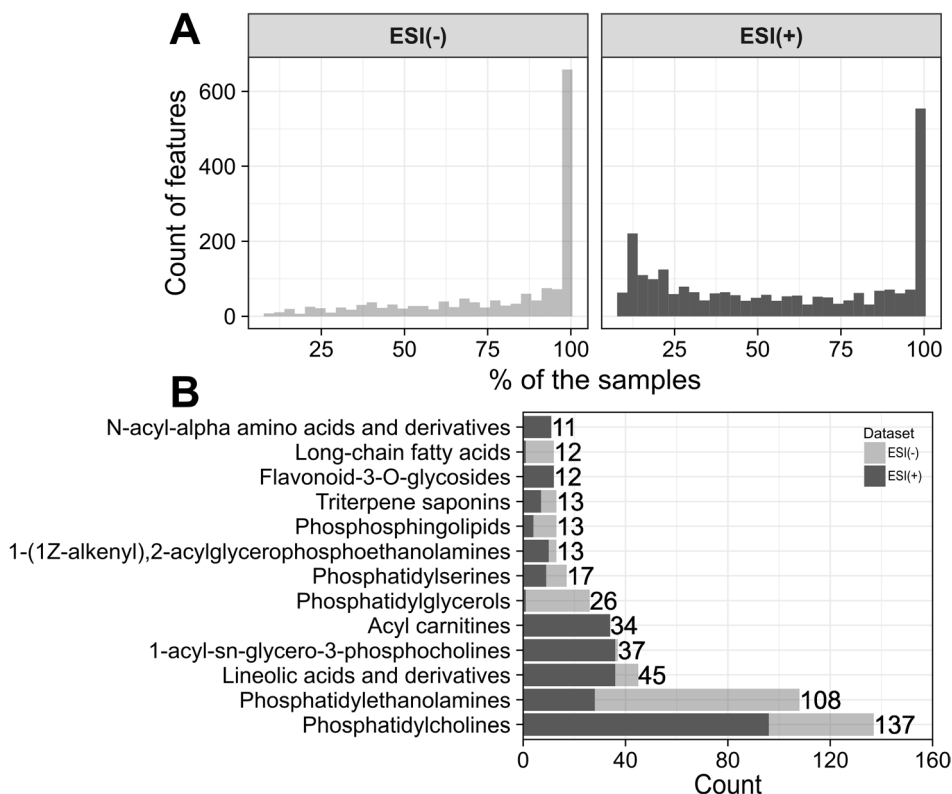 A
ESI(-)
ESI(+)
Count of features
600
400
200
0
25
50
75
100
25
50
75
100
% of the samples
B
N-acyl-alpha amino acids and derivatives
11
Long-chain fatty acids
12
Flavonoid-3-O-glycosides
12
Triterpene saponins
13
Phosphosphingolipids
13
1-(1Z-alkenyl),2-acylglycerophosphoethanolamines
13
Phosphatidylserines
17
Phosphatidylglycerols
26
Acyl carnitines
34
1-acyl-sn-glycero-3-phosphocholines
37
Lineolic acids and derivatives
45
Phosphatidylethanolamines
108
Phosphatidylcholines
137
Dataset
ESI(-)
ESI(+)
0
40
80
120
160
Count